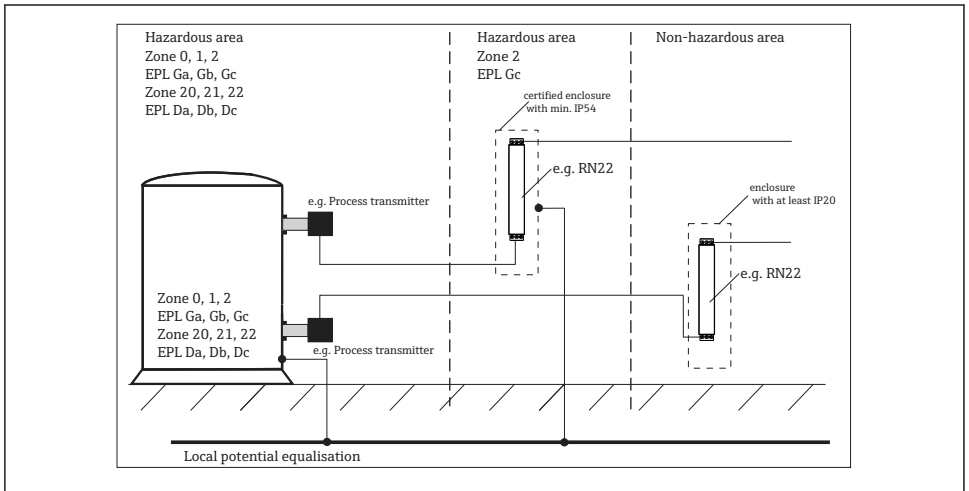 Hazardous area
Zone 0, 1, 2
EPL Ga, Gb, Gc
Zone 20, 21, 22
EPL Da, Db, Dc
Hazardous area
Zone 2
EPL Gc
Non-hazardous area
certified enclosure
with min. IP54
e.g. RN22
enclosure
with at least IP20
e.g. RN22
e.g. Process transmitter
Zone 0, 1, 2
EPL Ga, Gb, Gc
Zone 20, 21, 22
EPL Da, Db, Dc
e.g. Process transmitter
Local potential equalisation